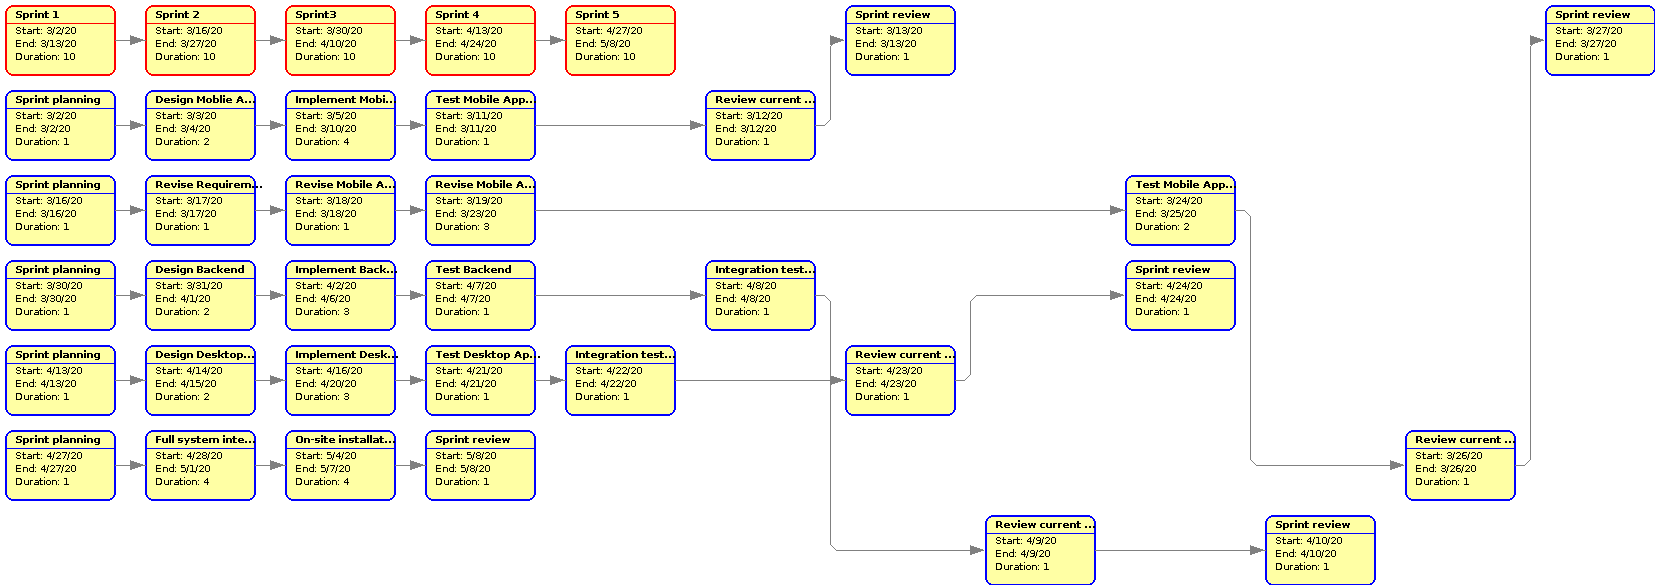 Sprint 1
Start: 3/2/20
End: 3/13/20
Duration: 10
Sprint 2
Start: 3/16/20
End: 3/27/20
Duration: 10
Sprint3
Start: 3/30/20
End: 4/10/20
Duration: 10
Sprint 4
Start: 4/13/20
End: 4/24/20
Duration: 10
Sprint 5
Start: 4/27/20
End: 5/8/20
Duration: 10
Sprint review
Start: 3/13/20
End: 3/13/20
Duration: 1
Sprint review
Start: 3/27/20
End: 3/27/20
Duration: 1
Sprint planning
Start: 3/2/20
End: 3/2/20
Duration: 1
Design Moblie A...
Start: 3/3/20
End: 3/4/20
Duration: 2
Implement Mobi...
Start: 3/5/20
End: 3/10/20
Duration: 4
Test Mobile App...
Start: 3/11/20
End: 3/11/20
Duration: 1
Review current ...
Start: 3/12/20
End: 3/12/20
Duration: 1
Sprint planning
Start: 3/16/20
End: 3/16/20
Duration: 1
Revise Requirem...
Start: 3/17/20
End: 3/17/20
Duration: 1
Revise Mobile A...
Start: 3/18/20
End: 3/18/20
Duration: 1
Revise Mobile A...
Start: 3/19/20
End: 3/23/20
Duration: 3
Test Mobile App...
Start: 3/24/20
End: 3/25/20
Duration: 2
Sprint planning
Start: 3/30/20
End: 3/30/20
Duration: 1
Design Backend
Start: 3/31/20
End: 4/1/20
Duration: 2
Implement Back...
Start: 4/2/20
End: 4/6/20
Duration: 3
Test Backend
Start: 4/7/20
End: 4/7/20
Duration: 1
Integration test...
Start: 4/8/20
End: 4/8/20
Duration: 1
Sprint review
Start: 4/24/20
End: 4/24/20
Duration: 1
Sprint planning
Start: 4/13/20
End: 4/13/20
Duration: 1
Design Desktop...
Start: 4/14/20
End: 4/15/20
Duration: 2
Implement Desk...
Start: 4/16/20
End: 4/20/20
Duration: 3
Test Desktop Ap...
Start: 4/21/20
End: 4/21/20
Duration: 1
Integration test...
Start: 4/22/20
End: 4/22/20
Duration: 1
Review current ...
Start: 4/23/20
End: 4/23/20
Duration: 1
Sprint planning
Start: 4/27/20
End: 4/27/20
Duration: 1
Full system inte...
Start: 4/28/20
End: 5/1/20
Duration: 4
On-site installat...
Start: 5/4/20
End: 5/7/20
Duration: 4
Sprint review
Start: 5/8/20
End: 5/8/20
Duration: 1
Review current ...
Start: 3/26/20
End: 3/26/20
Duration: 1
Review current ...
Start: 4/9/20
End: 4/9/20
Duration: 1
Sprint review
Start: 4/10/20
End: 4/10/20
Duration: 1